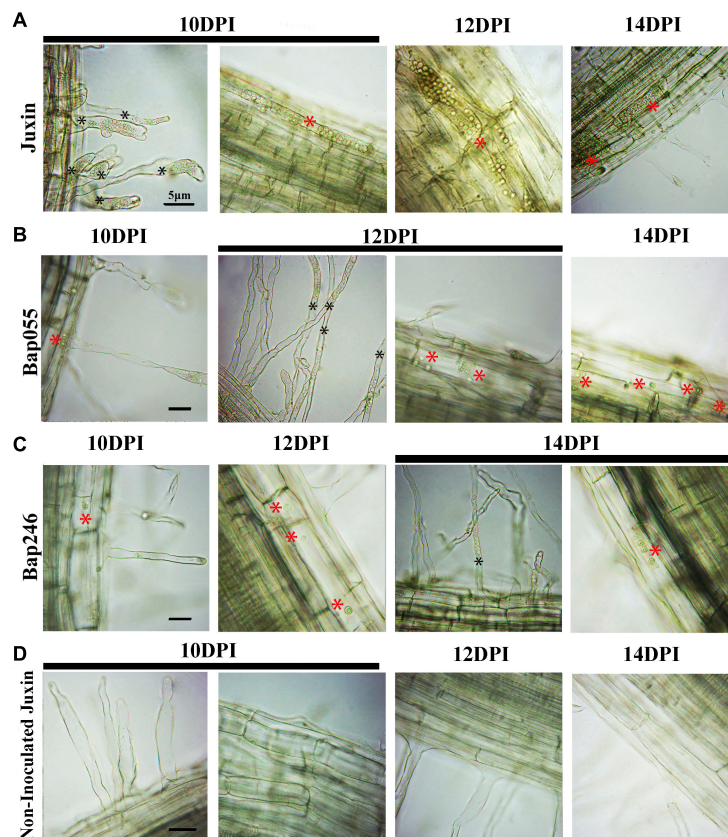 A
10DPI
12DPI
14DPI
Juxin
5μm
B
10DPI
12DPI
14DPI
Bap055
C
10DPI
12DPI
14DPI
Bap246
D
10DPI
12DPI
14DPI
Non-Inoculated Juxin